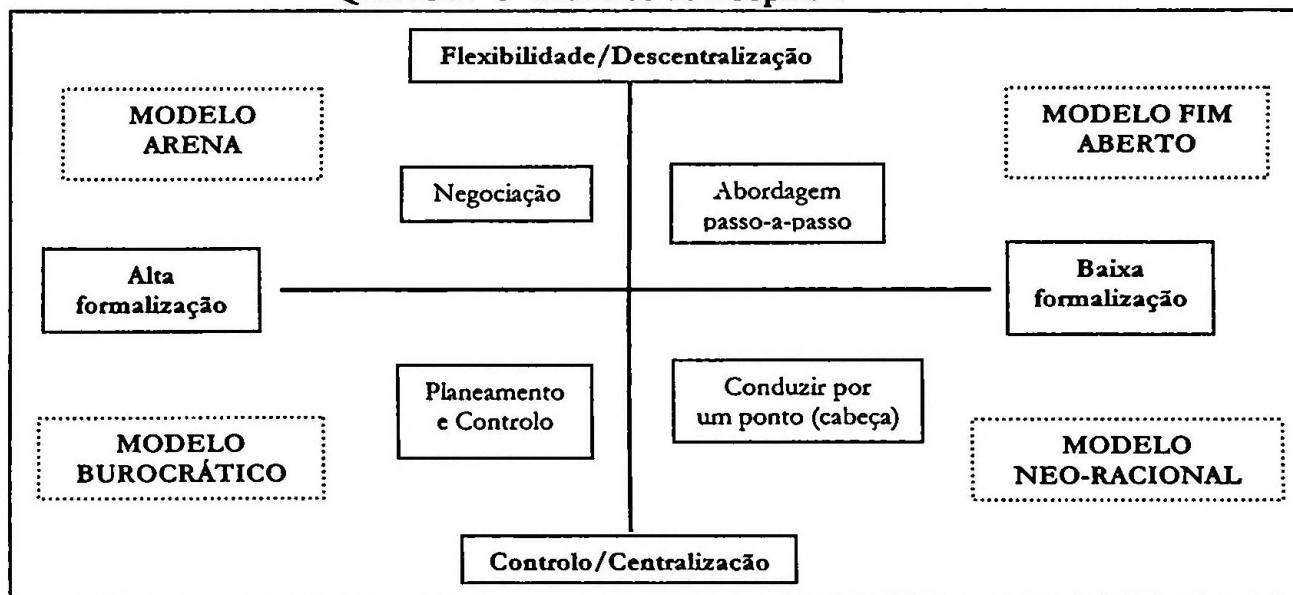 Flexibilidade/Descentralização
MODELO
ARENA
MODELO FIM
ABERTO
Negociação
Abordagem
passo-a-passo
Alta
formalização
Baixa
formalização
Planeamento
e Controlo
Conduzir por
um ponto (cabeça)
MODELO
BUROCRÁTICO
MODELO
NEO-RACIONAL
Controlo/Centralização